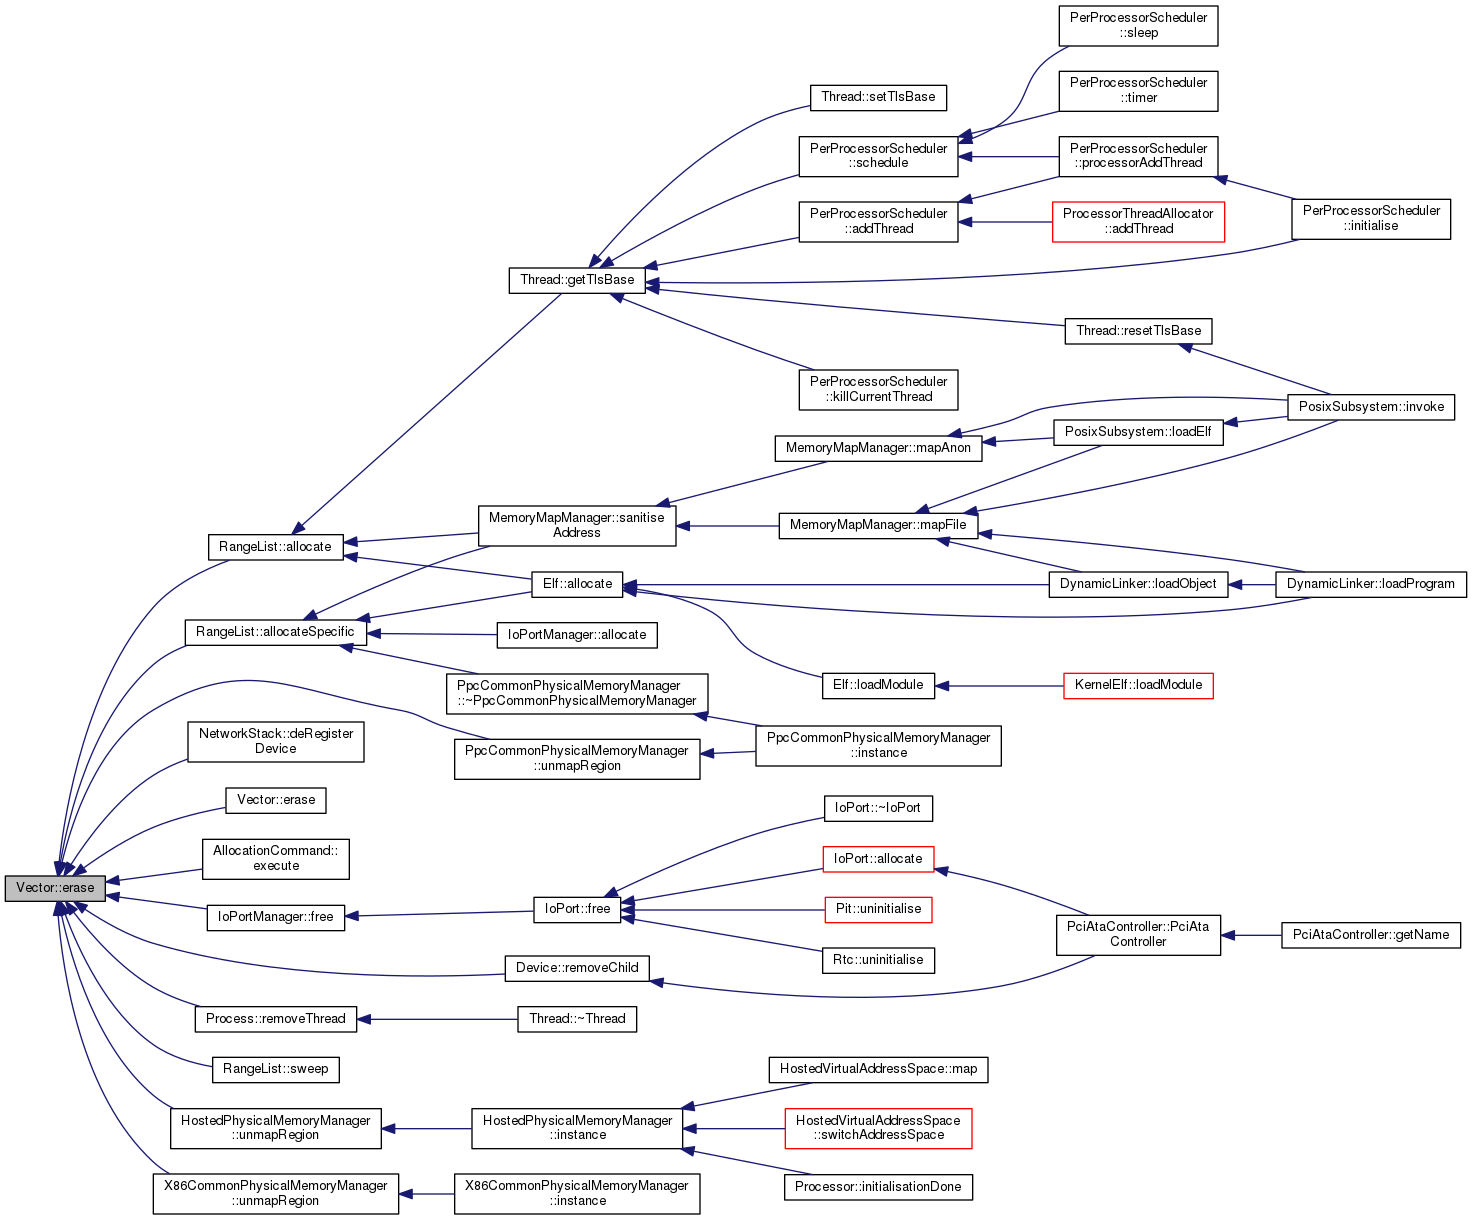 PerProcessorScheduler
::sleep
PerProcessorScheduler
::timer
Thread::setTlsBase
PerProcessorScheduler
::schedule
PerProcessorScheduler
::processorAddThread
PerProcessorScheduler
::addThread
ProcessorThreadAllocator
::addThread
PerProcessorScheduler
::initialise
Thread::getTlsBase
Thread::resetTlsBase
PerProcessorScheduler
::killCurrentThread
PosixSubsystem::invoke
PosixSubsystem::loadElf
MemoryMapManager::mapAnon
MemoryMapManager::sanitise
Address
MemoryMapManager::mapFile
RangeList::allocate
Elf::allocate
DynamicLinker::loadObject
DynamicLinker::loadProgram
RangeList::allocateSpecific
IoPortManager::allocate
PpcCommonPhysicalMemoryManager
::~PpcCommonPhysicalMemoryManager
Elf::loadModule
KernelElf::loadModule
NetworkStack::deRegister
Device
PpcCommonPhysicalMemoryManager
::unmapRegion
PpcCommonPhysicalMemoryManager
::instance
Vector::erase
IoPort::~IoPort
AllocationCommand::
execute
IoPort::allocate
Vector::erase
IoPortManager::free
IoPort::free
Pit::uninitialise
Rtc::uninitialise
PciAtaController::PciAta
Controller
PciAtaController::getName
Device::removeChild
Process::removeThread
Thread::~Thread
RangeList::sweep
HostedVirtualAddressSpace::map
HostedPhysicalMemoryManager
::unmapRegion
HostedPhysicalMemoryManager
::instance
HostedVirtualAddressSpace
::switchAddressSpace
X86CommonPhysicalMemoryManager
::unmapRegion
X86CommonPhysicalMemoryManager
::instance
Processor::initialisationDone